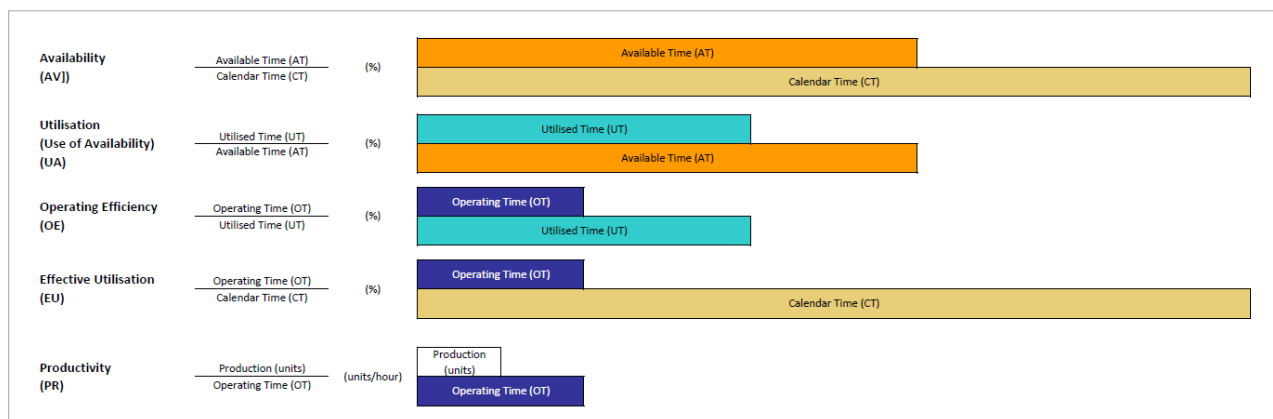 Availability
(AV])
Available Time (AT)
Calendar Time (CT)
(%)
Available Time (AT)
Calendar Time (CT)
Utilisation
(Use of Availability)
(UA)
Utilised Time (UT)
Available Time (AT)
(%)
Utilised Time (UT)
Available Time (AT)
Operating Efficiency
(OE)
Operating Time (OT)
Utilised Time (UT)
(%)
Operating Time (OT)
Utilised Time (UT)
Effective Utilisation
(EU)
Operating Time (OT)
Calendar Time (CT)
(%)
Operating Time (OT)
Calendar Time (CT)
Productivity
(PR)
Production (units)
Operating Time (OT)
(units/hour)
Production
(units)
Operating Time (OT)